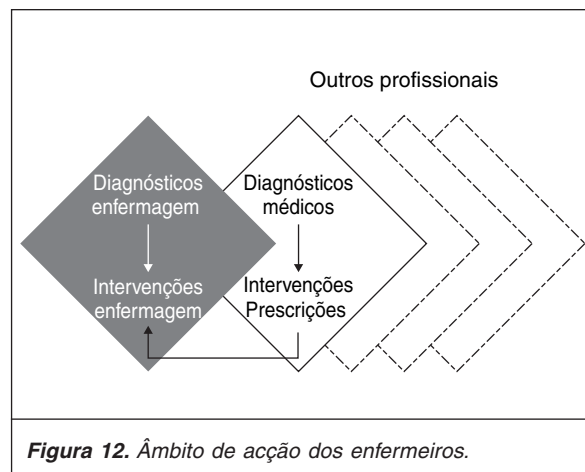 Outros profissionais
Diagnósticos
enfermagem
Intervenções
enfermagem
Diagnósticos
médicos
Intervenções
Prescrições
Figura 12. Âmbito de acção dos enfermeiros.